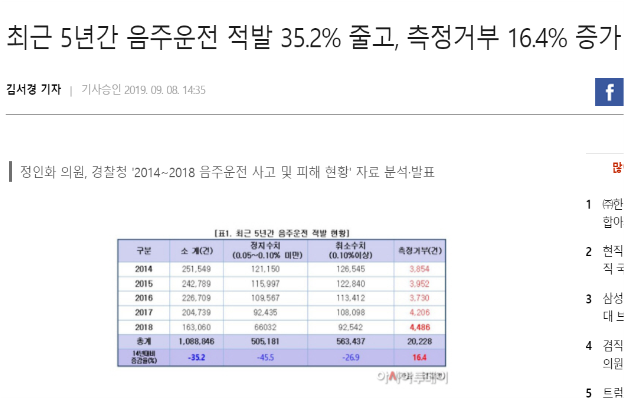 최근 5년간 음주운전 적발 35.2% 줄고, 측정거부 16.4% 증가
김서경 기자 | 기사승인 2019. 09. 08. 14:35
f
정인화 의원, 경찰청 '2014~2018 음주운전 사고 및 피해 현황' 자료 분석·발표
[표1. 최근 5년간 음주운전 적발 현황]
구분 소 계(건) 정지수치 (0.05~0.10% 미만) 취소수치 (0.10%이상) 측정거부(건)
2014 251,549 121,150 126,545 3,854
2015 242,789 115,997 122,840 3,952
2016 226,709 109,567 113,412 3,730
2017 204,739 92,435 108,098 4,206
2018 163,060 66032 92,542 4,486
총계 1,088,846 505,181 563,437 20,228
14년대비 증감율(%) -35.2 -45.5 -26.9 16.4
아시아투데이
1 ㈜한
합아
2 현직
직 국
3 삼성
대 브
4 겸직
의원
5 트럼